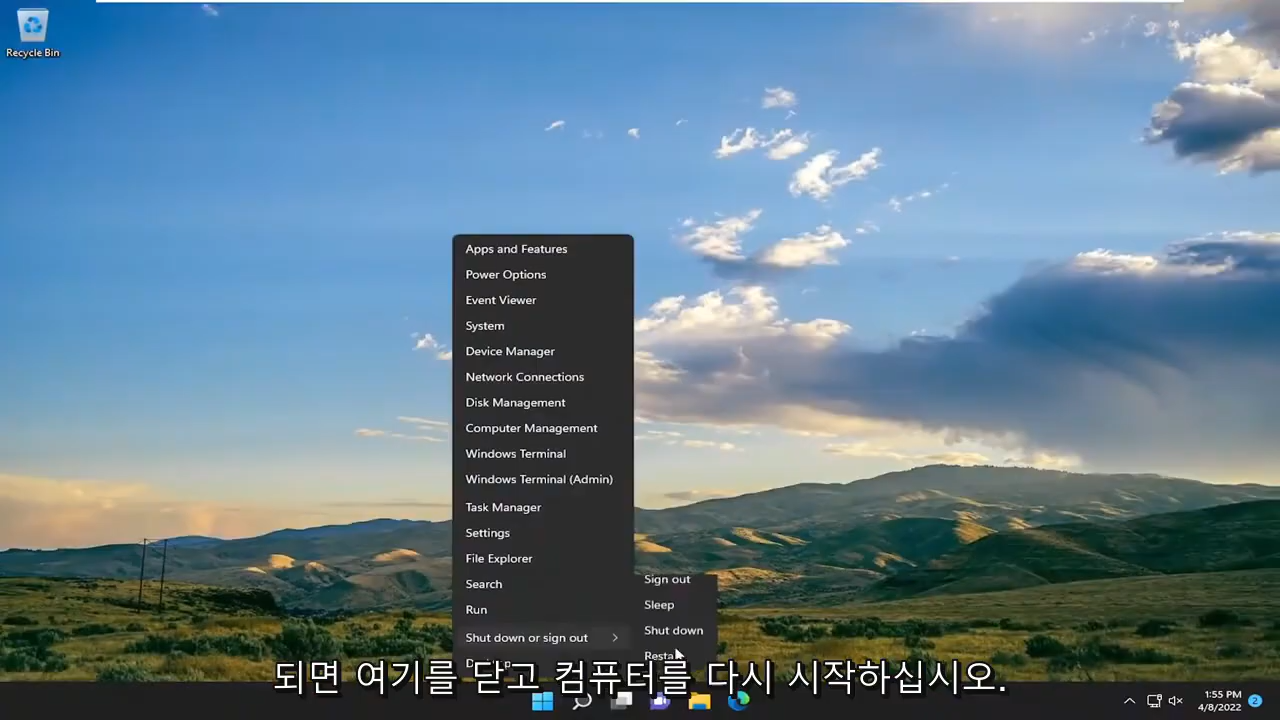 Recycle Bin
Apps and Features
Power Options
Event Viewer
System
Device Manager
Network Connections
Disk Management
Computer Management
Windows Terminal
Windows Terminal (Admin)
Task Manager
Settings
File Explorer
Search
Run
Shut down or sign out
Sign out
Sleep
Shut down
되면 여기를 닫고 컴퓨터를 다시 시작하십시오.
1:55 PM
4/8/2022
2